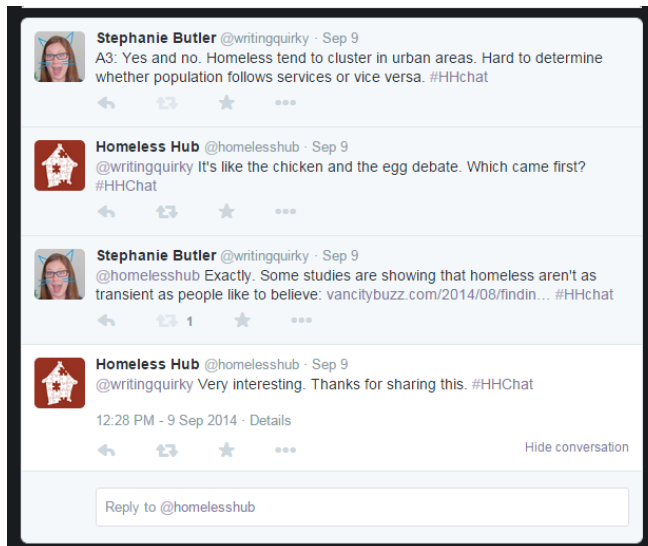 Stephanie Butler @writingquirky · Sep 9
A3: Yes and no. Homeless tend to cluster in urban areas. Hard to determine
whether population follows services or vice versa. #HHchat
Homeless Hub @homelesshub · Sep 9
@writingquirky It's like the chicken and the egg debate. Which came first?
#HHChat
Stephanie Butler @writingquirky · Sep 9
@homelesshub Exactly. Some studies are showing that homeless aren't as
transient as people like to believe: vancitybuzz.com/2014/08/findin... #HHchat
1
Homeless Hub @homelesshub · Sep 9
@writingquirky Very interesting. Thanks for sharing this. #HHChat
12:28 PM - 9 Sep 2014 · Details
Hide conversation
Reply to @homelesshub